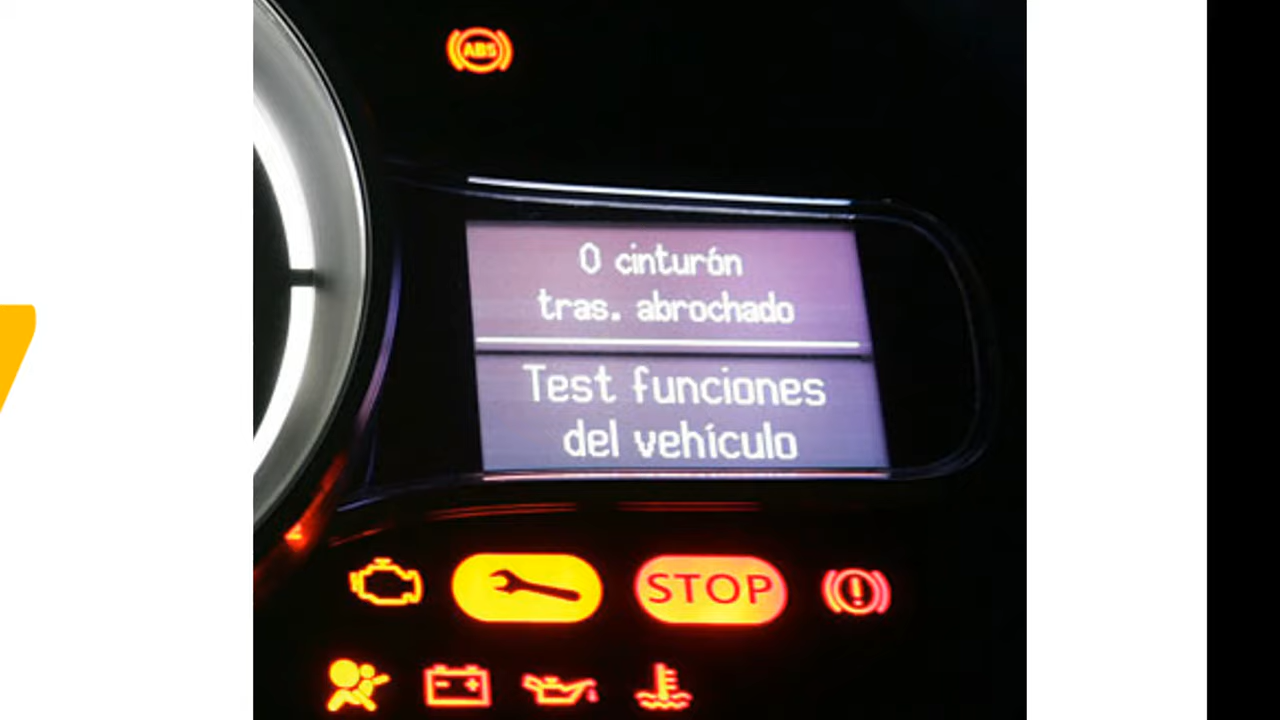 ABS
0 cinturón
tras. abrochado
Test funciones
del vehículo
STOP